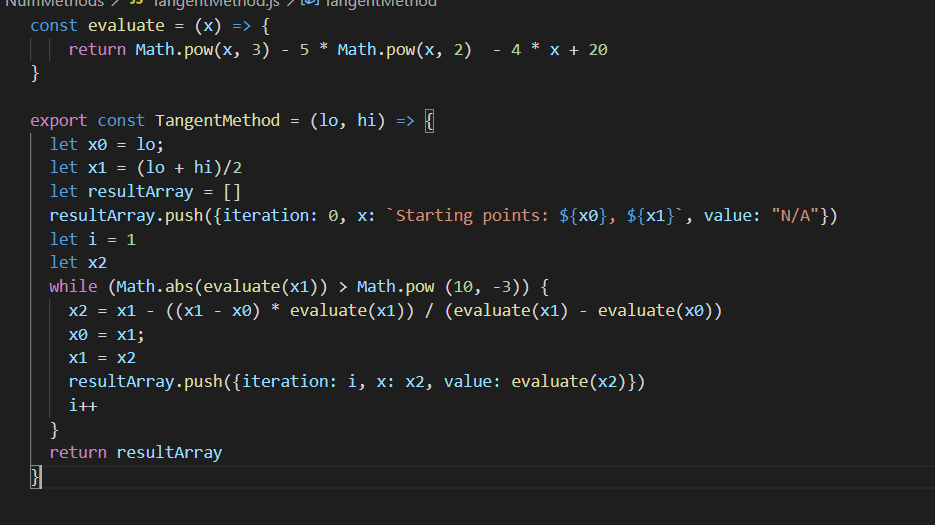 NumMethods > JS TangentMethod.js > TangentMethod
const evaluate = (x) => {
return Math.pow(x, 3) - 5 * Math.pow(x, 2)  - 4 * x + 20
}
export const TangentMethod = (lo, hi) => {
let x0 = lo;
let x1 = (lo + hi)/2
let resultArray = []
resultArray.push({iteration: 0, x: `Starting points: ${x0}, ${x1}`, value: "N/A"})
let i = 1
let x2
while (Math.abs(evaluate(x1)) > Math.pow (10, -3)) {
x2 = x1 - ((x1 - x0) * evaluate(x1)) / (evaluate(x1) - evaluate(x0))
x0 = x1;
x1 = x2
resultArray.push({iteration: i, x: x2, value: evaluate(x2)})
i++
}
return resultArray
}